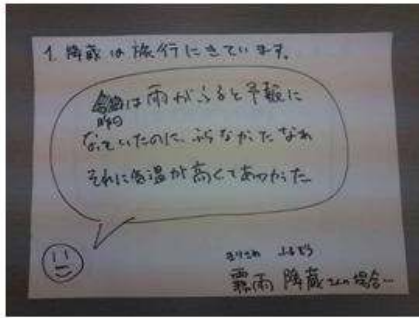 1. 降蔵は旅行にきています。
今朝は雨がふると予報に
なっていたのに、ふらなかったなぁ
それに気温が高くてあつかった。
きりさめ ふるぞう
霧雨 降蔵さんの場合ー